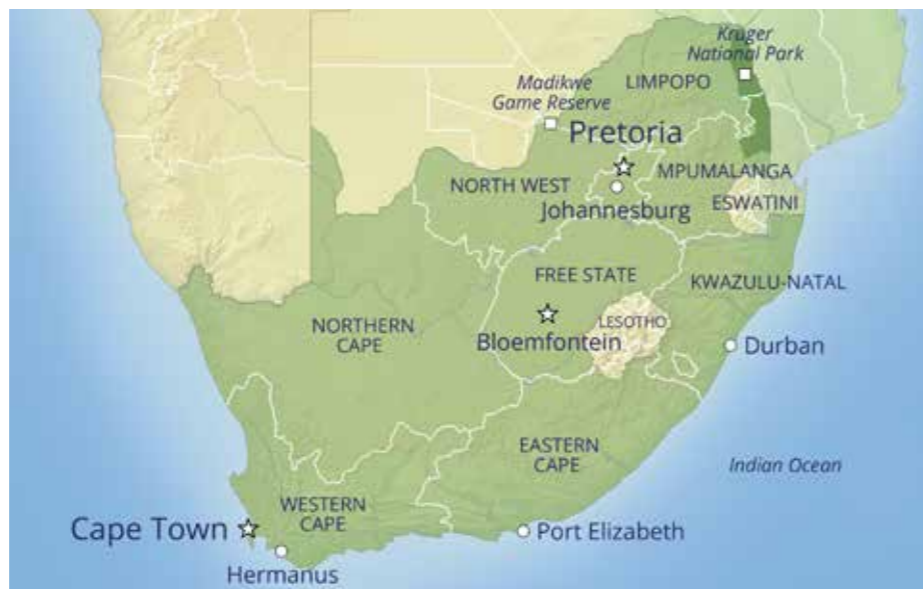 Kruger
National Park
Madikwe
Game Reserve
LIMPOPO
Pretoria
MPUMALANGA
NORTH WEST
Johannesburg
ESWATINI
FREE STATE
KWAZULU-NATAL
NORTHERN
CAPE
Bloemfontein
LESOTHO
Durban
EASTERN
CAPE
Indian Ocean
WESTERN
CAPE
Cape Town
Port Elizabeth
Hermanus